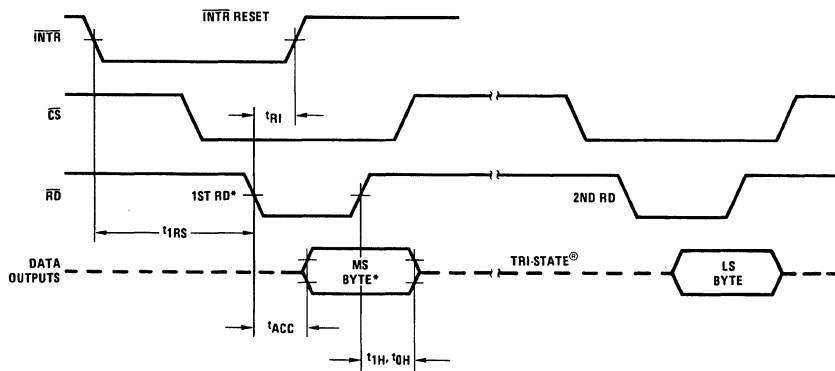 INTR RESET
INTR
CS
tRI
RD
1ST RD*
2ND RD
t1RS
DATA
OUTPUTS
MS
BYTE*
TRI-STATE®
LS
BYTE
tACC
t1H, t0H